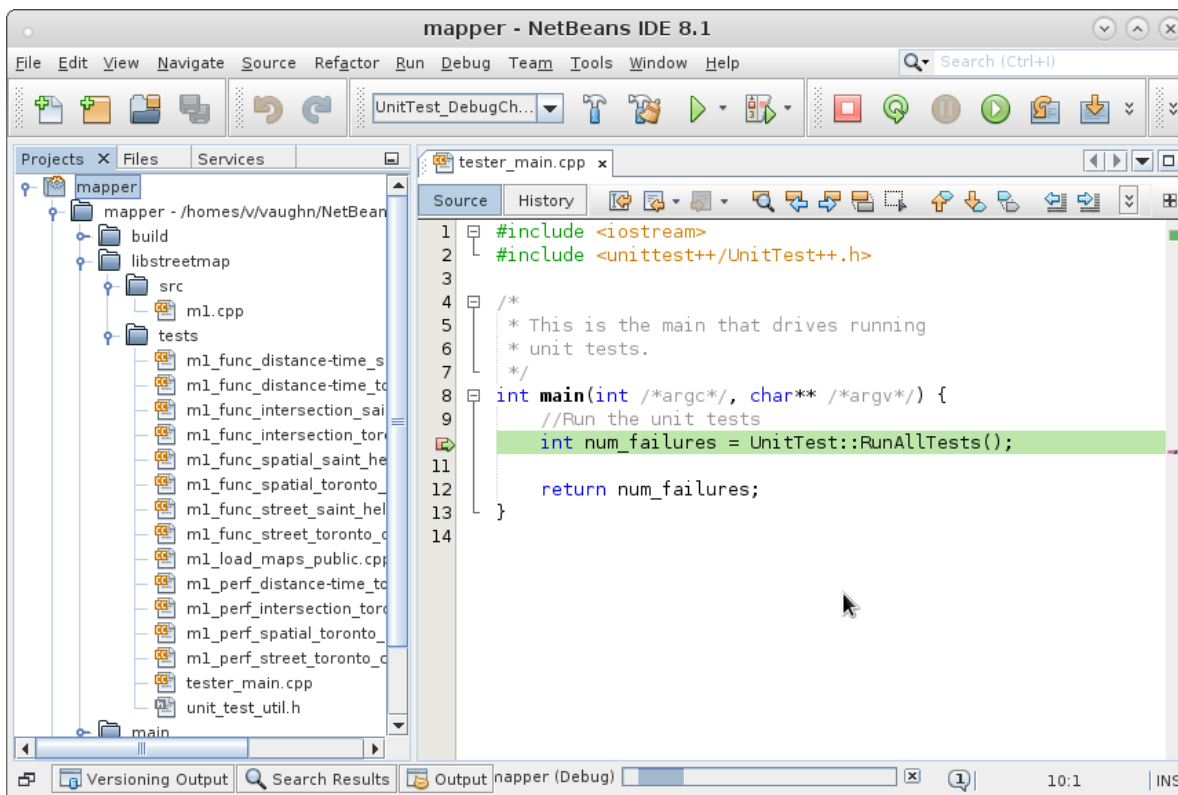 mapper - NetBeans IDE 8.1
File Edit View Navigate Source Refactor Run Debug Team Tools Window Help
Search (Ctrl+I)
UnitTest_DebugCh...
Projects X Files Services
mapper
mapper - /homes/v/vaughn/NetBean
build
libstreetmap
src
m1.cpp
tests
m1_func_distance-time_s
m1_func_distance-time_to
m1_func_intersection_sai
m1_func_intersection_tor
m1_func_spatial_saint_he
m1_func_spatial_toronto_
m1_func_street_saint_hel
m1_func_street_toronto_c
m1_load_maps_public.cpp
m1_perf_distance-time_to
m1_perf_intersection_toro
m1_perf_spatial_toronto_
m1_perf_street_toronto_c
tester_main.cpp
unit_test_util.h
main
tester_main.cpp x
Source History
1 #include <iostream>
2 #include <unittest++/UnitTest++.h>
3
4 /*
5 * This is the main that drives running
6 * unit tests.
7 */
8 int main(int /*argc*/, char** /*argv*/) {
9 //Run the unit tests
int num_failures = UnitTest::RunAllTests();
11
12 return num_failures;
13 }
14
Versioning Output Search Results Output mapper (Debug) 1 10:1 INS